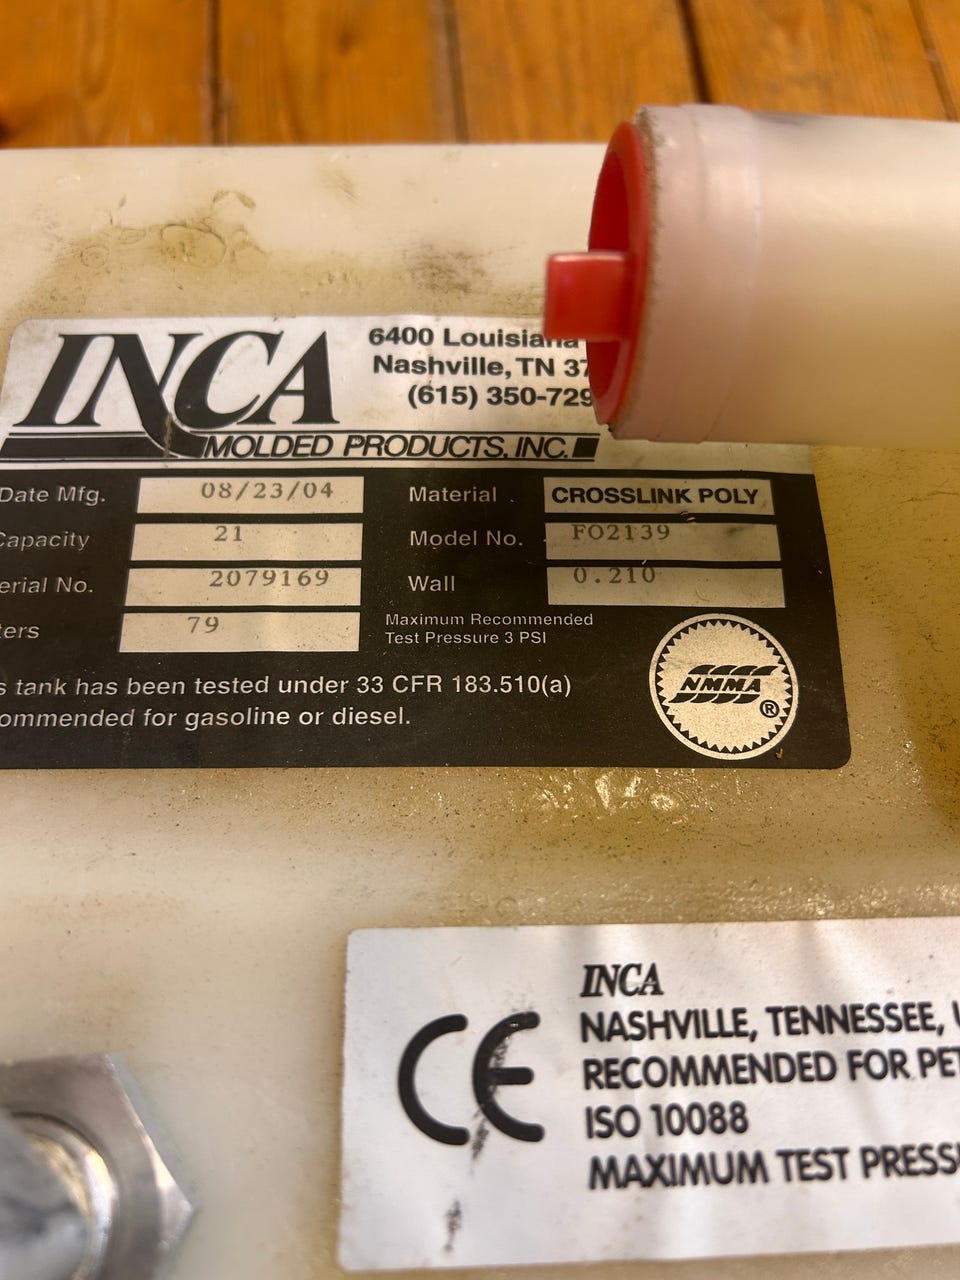 INCA
MOLDED PRODUCTS, INC.
6400 Louisiana
Nashville, TN 37
(615) 350-729
Date Mfg. 08/23/04
Capacity 21
erial No. 2079169
ters 79
Material CROSSLINK POLY
Model No. FO2139
Wall 0.210
Maximum Recommended
Test Pressure 3 PSI
s tank has been tested under 33 CFR 183.510(a)
ommended for gasoline or diesel.
NMMA ®
CE
INCA
NASHVILLE, TENNESSEE, U
RECOMMENDED FOR PET
ISO 10088
MAXIMUM TEST PRESS